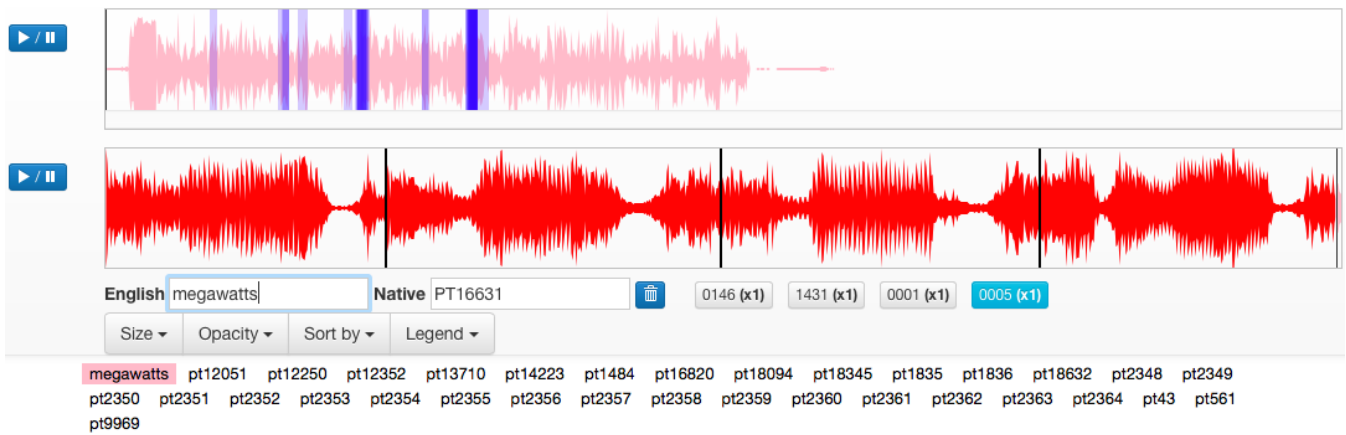 English megawatts Native PT16631 0146 (x1) 1431 (x1) 0001 (x1) 0005 (x1)
Size Opacity Sort by Legend
megawatts pt12051 pt12250 pt12352 pt13710 pt14223 pt1484 pt16820 pt18094 pt18345 pt1835 pt1836 pt18632 pt2348 pt2349
pt2350 pt2351 pt2352 pt2353 pt2354 pt2355 pt2356 pt2357 pt2358 pt2359 pt2360 pt2361 pt2362 pt2363 pt2364 pt43 pt561
pt9969